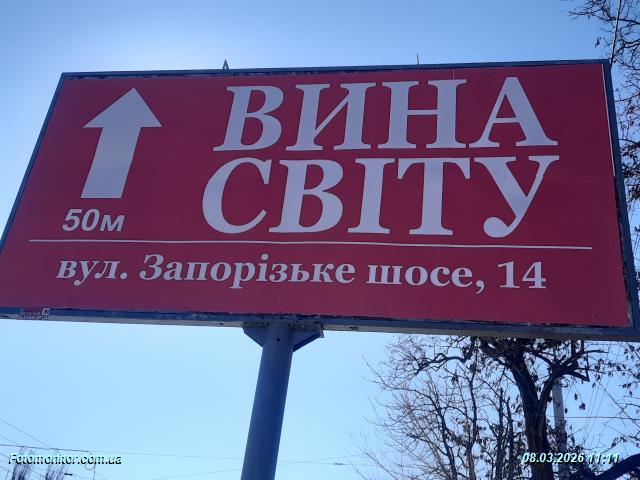 ВИНА
СВІТУ
50м
вул. Запорізьке шосе, 14
Fotomonitor.com.ua
08.03.2026 11:11